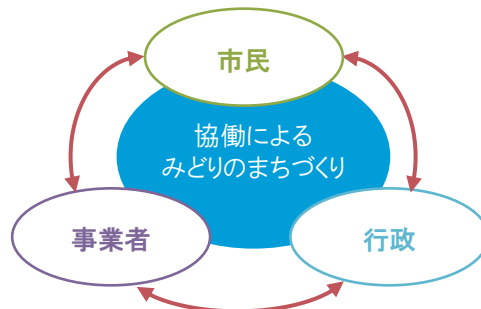 市民
協働による
みどりのまちづくり
事業者
行政